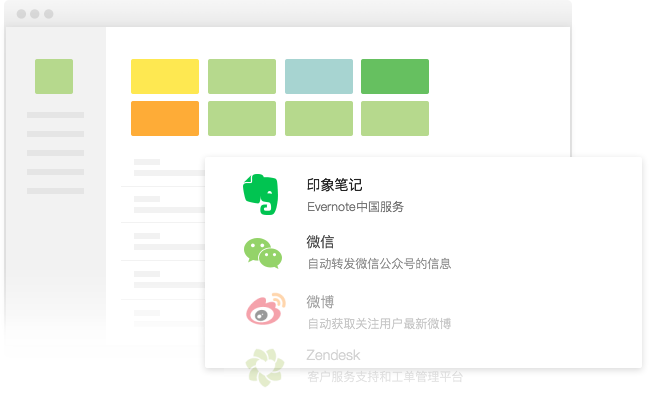 印象笔记
Evernote中国服务
微信
自动转发微信公众号的信息
微博
自动获取关注用户最新微博
Zendesk
客户服务支持和工单管理平台